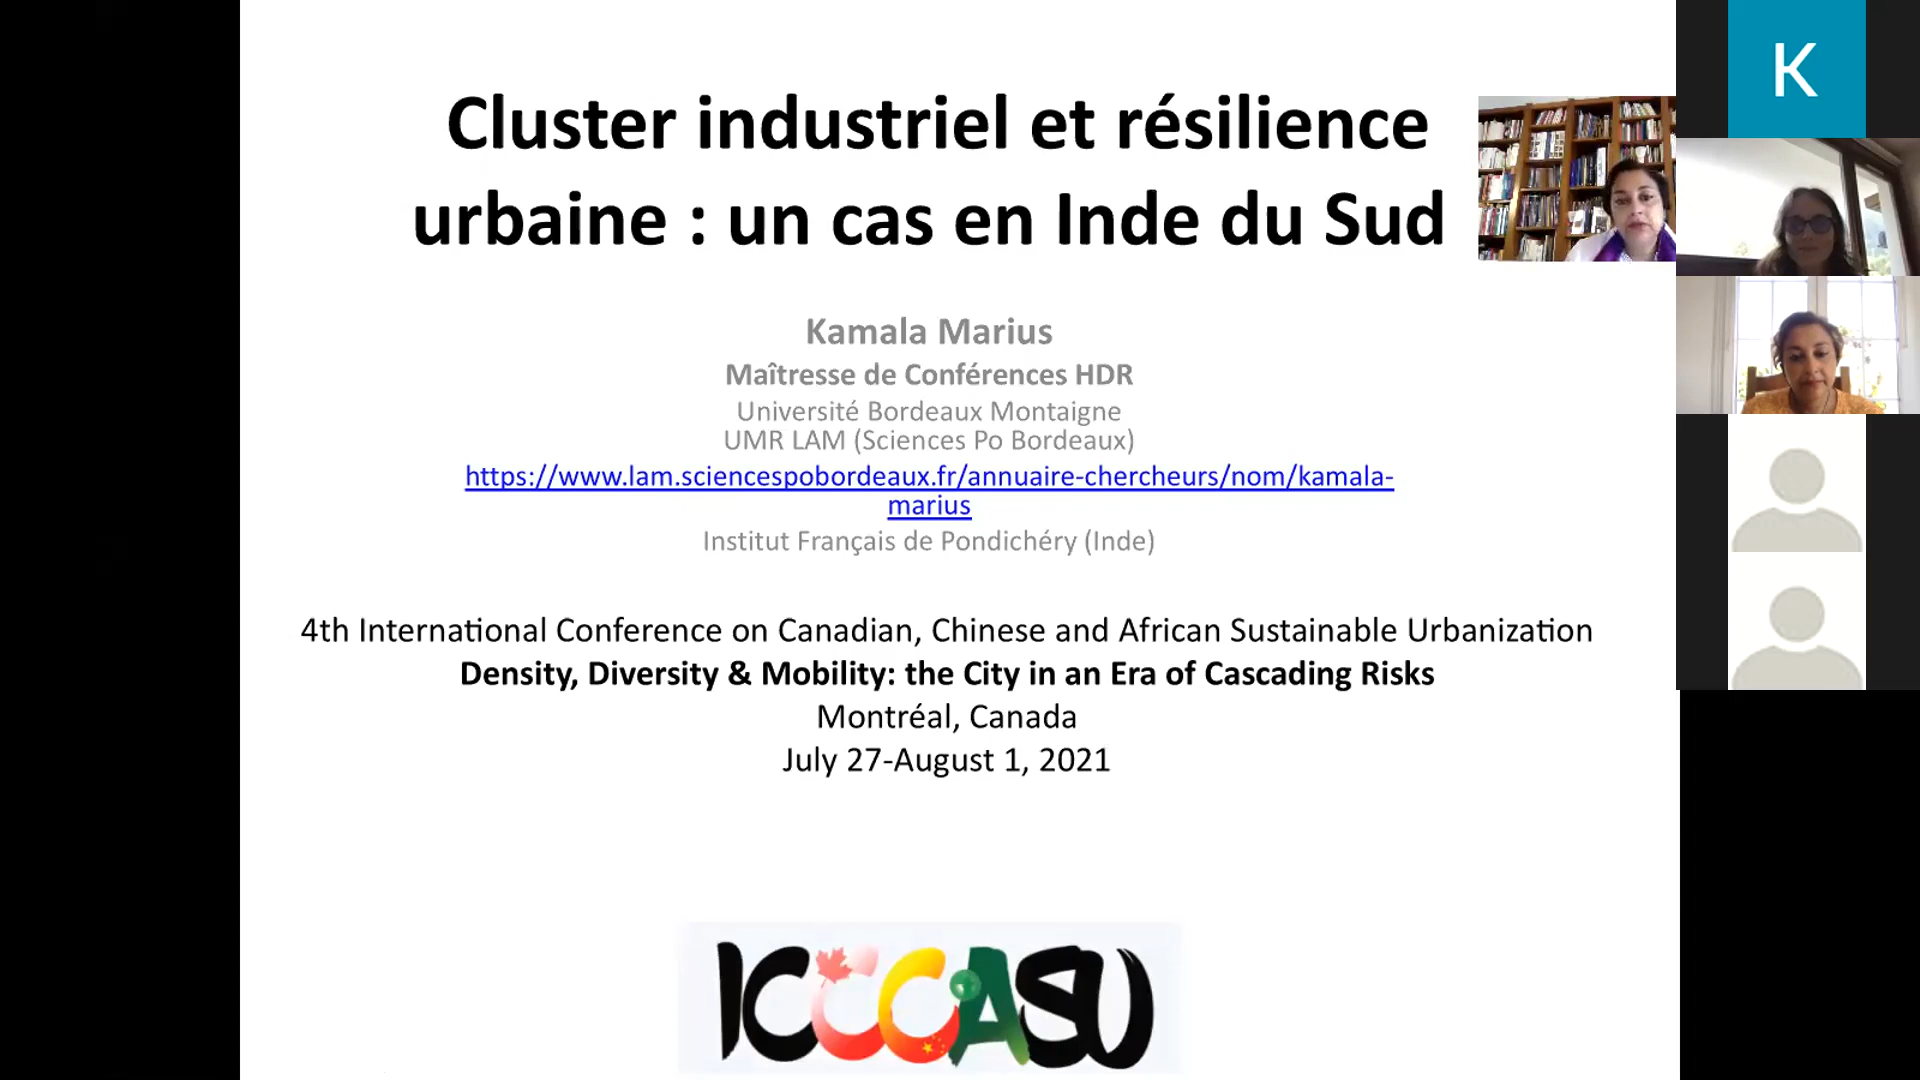 Cluster industriel et résilience
urbaine : un cas en Inde du Sud
Kamala Marius
Maîtresse de Conférences HDR
Université Bordeaux Montaigne
UMR LAM (Sciences Po Bordeaux)
https://www.lam.sciencespobordeaux.fr/annuaire-chercheurs/nom/kamala-
marius
Institut Français de Pondichéry (Inde)
4th International Conference on Canadian, Chinese and African Sustainable Urbanization
Density, Diversity & Mobility: the City in an Era of Cascading Risks
Montréal, Canada
July 27-August 1, 2021
ICCCASU
K